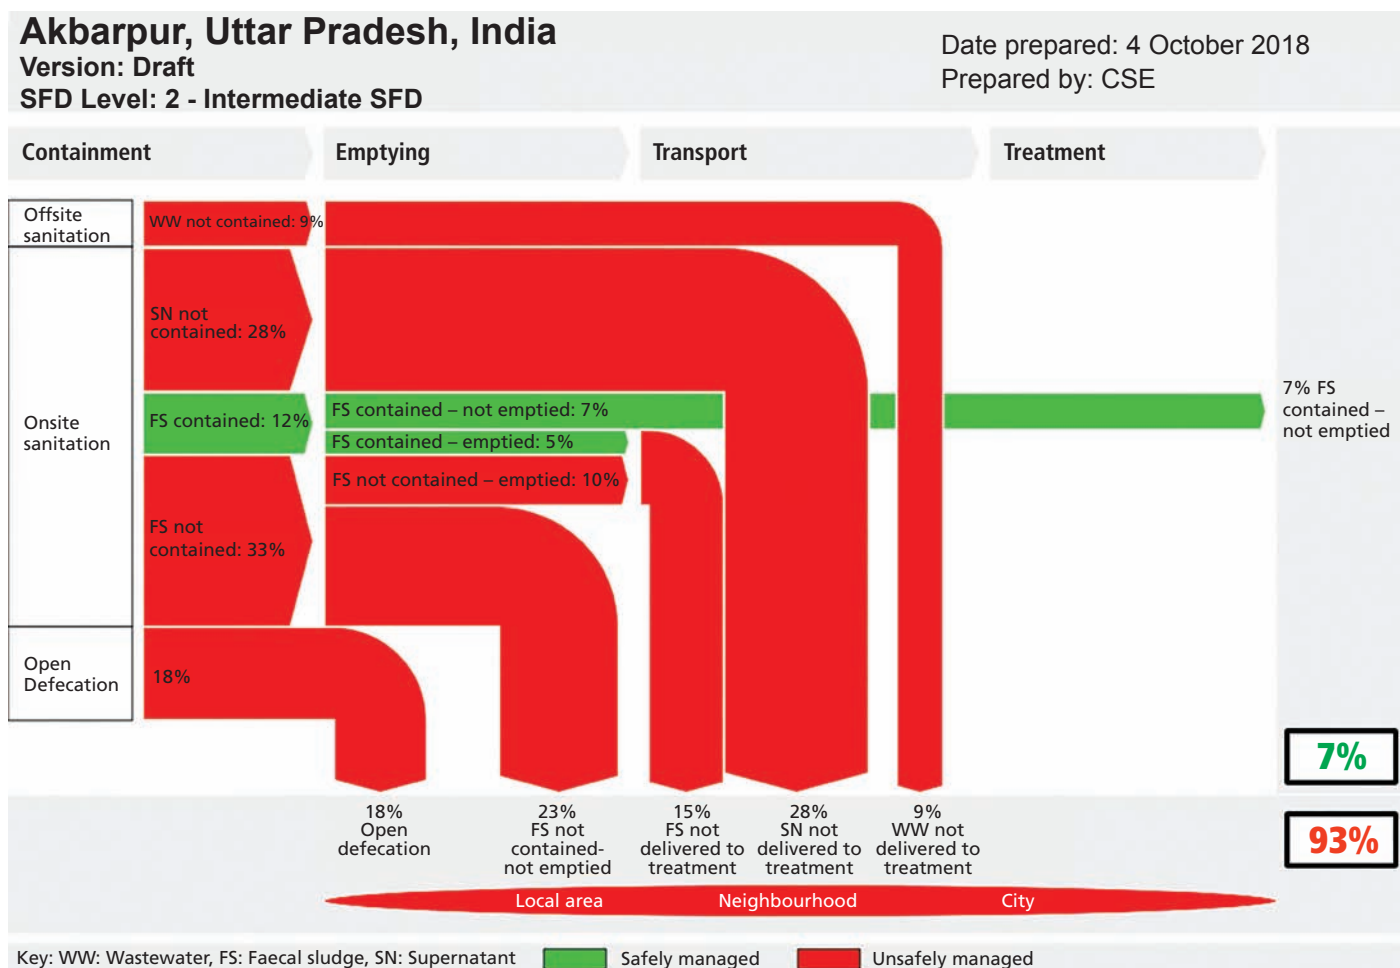 Akbarpur, Uttar Pradesh, India
Version: Draft
SFD Level: 2 - Intermediate SFD
Date prepared: 4 October 2018
Prepared by: CSE
Containment
Emptying
Transport
Treatment
Offsite
sanitation
WW not contained: 9%
SN not
contained: 28%
Onsite
sanitation
FS contained: 12%
FS contained – not emptied: 7%
FS contained – emptied: 5%
FS not contained – emptied: 10%
7% FS
contained –
not emptied
FS not
contained: 33%
Open
Defecation
18%
7%
93%
18%
Open
defecation
23%
FS not
contained-
not emptied
15%
FS not
delivered to
treatment
28%
SN not
delivered to
treatment
9%
WW not
delivered to
treatment
Local area
Neighbourhood
City
Key: WW: Wastewater, FS: Faecal sludge, SN: Supernatant
Safely managed
Unsafely managed